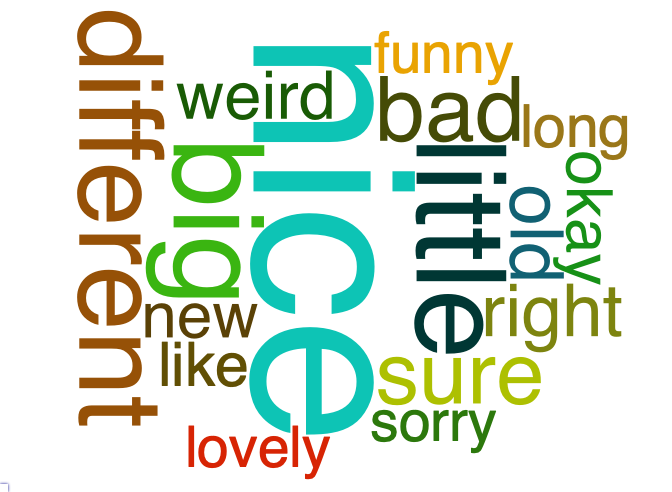 different
nice
funny
weird
bad
long
big
little
okay
old
new
right
like
sure
sorry
lovely